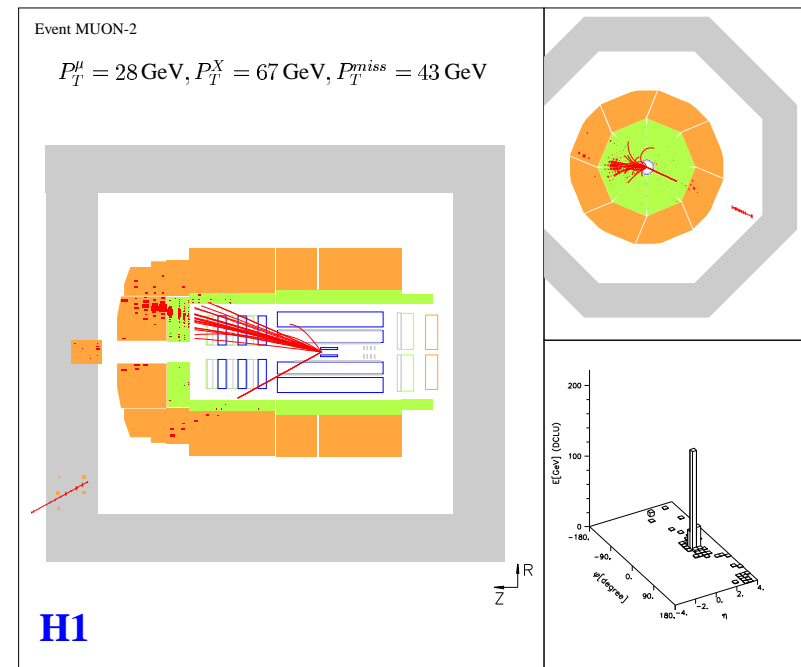 Event MUON-2
P_T^μ = 28 GeV, P_T^X = 67 GeV, P_T^miss = 43 GeV
R
Z
H1
E[GeV] (DCLU)
200
100
0
-180.
-90.
0.
90.
180.
φ[degree]
-4.
-2.
0.
2.
4.
η